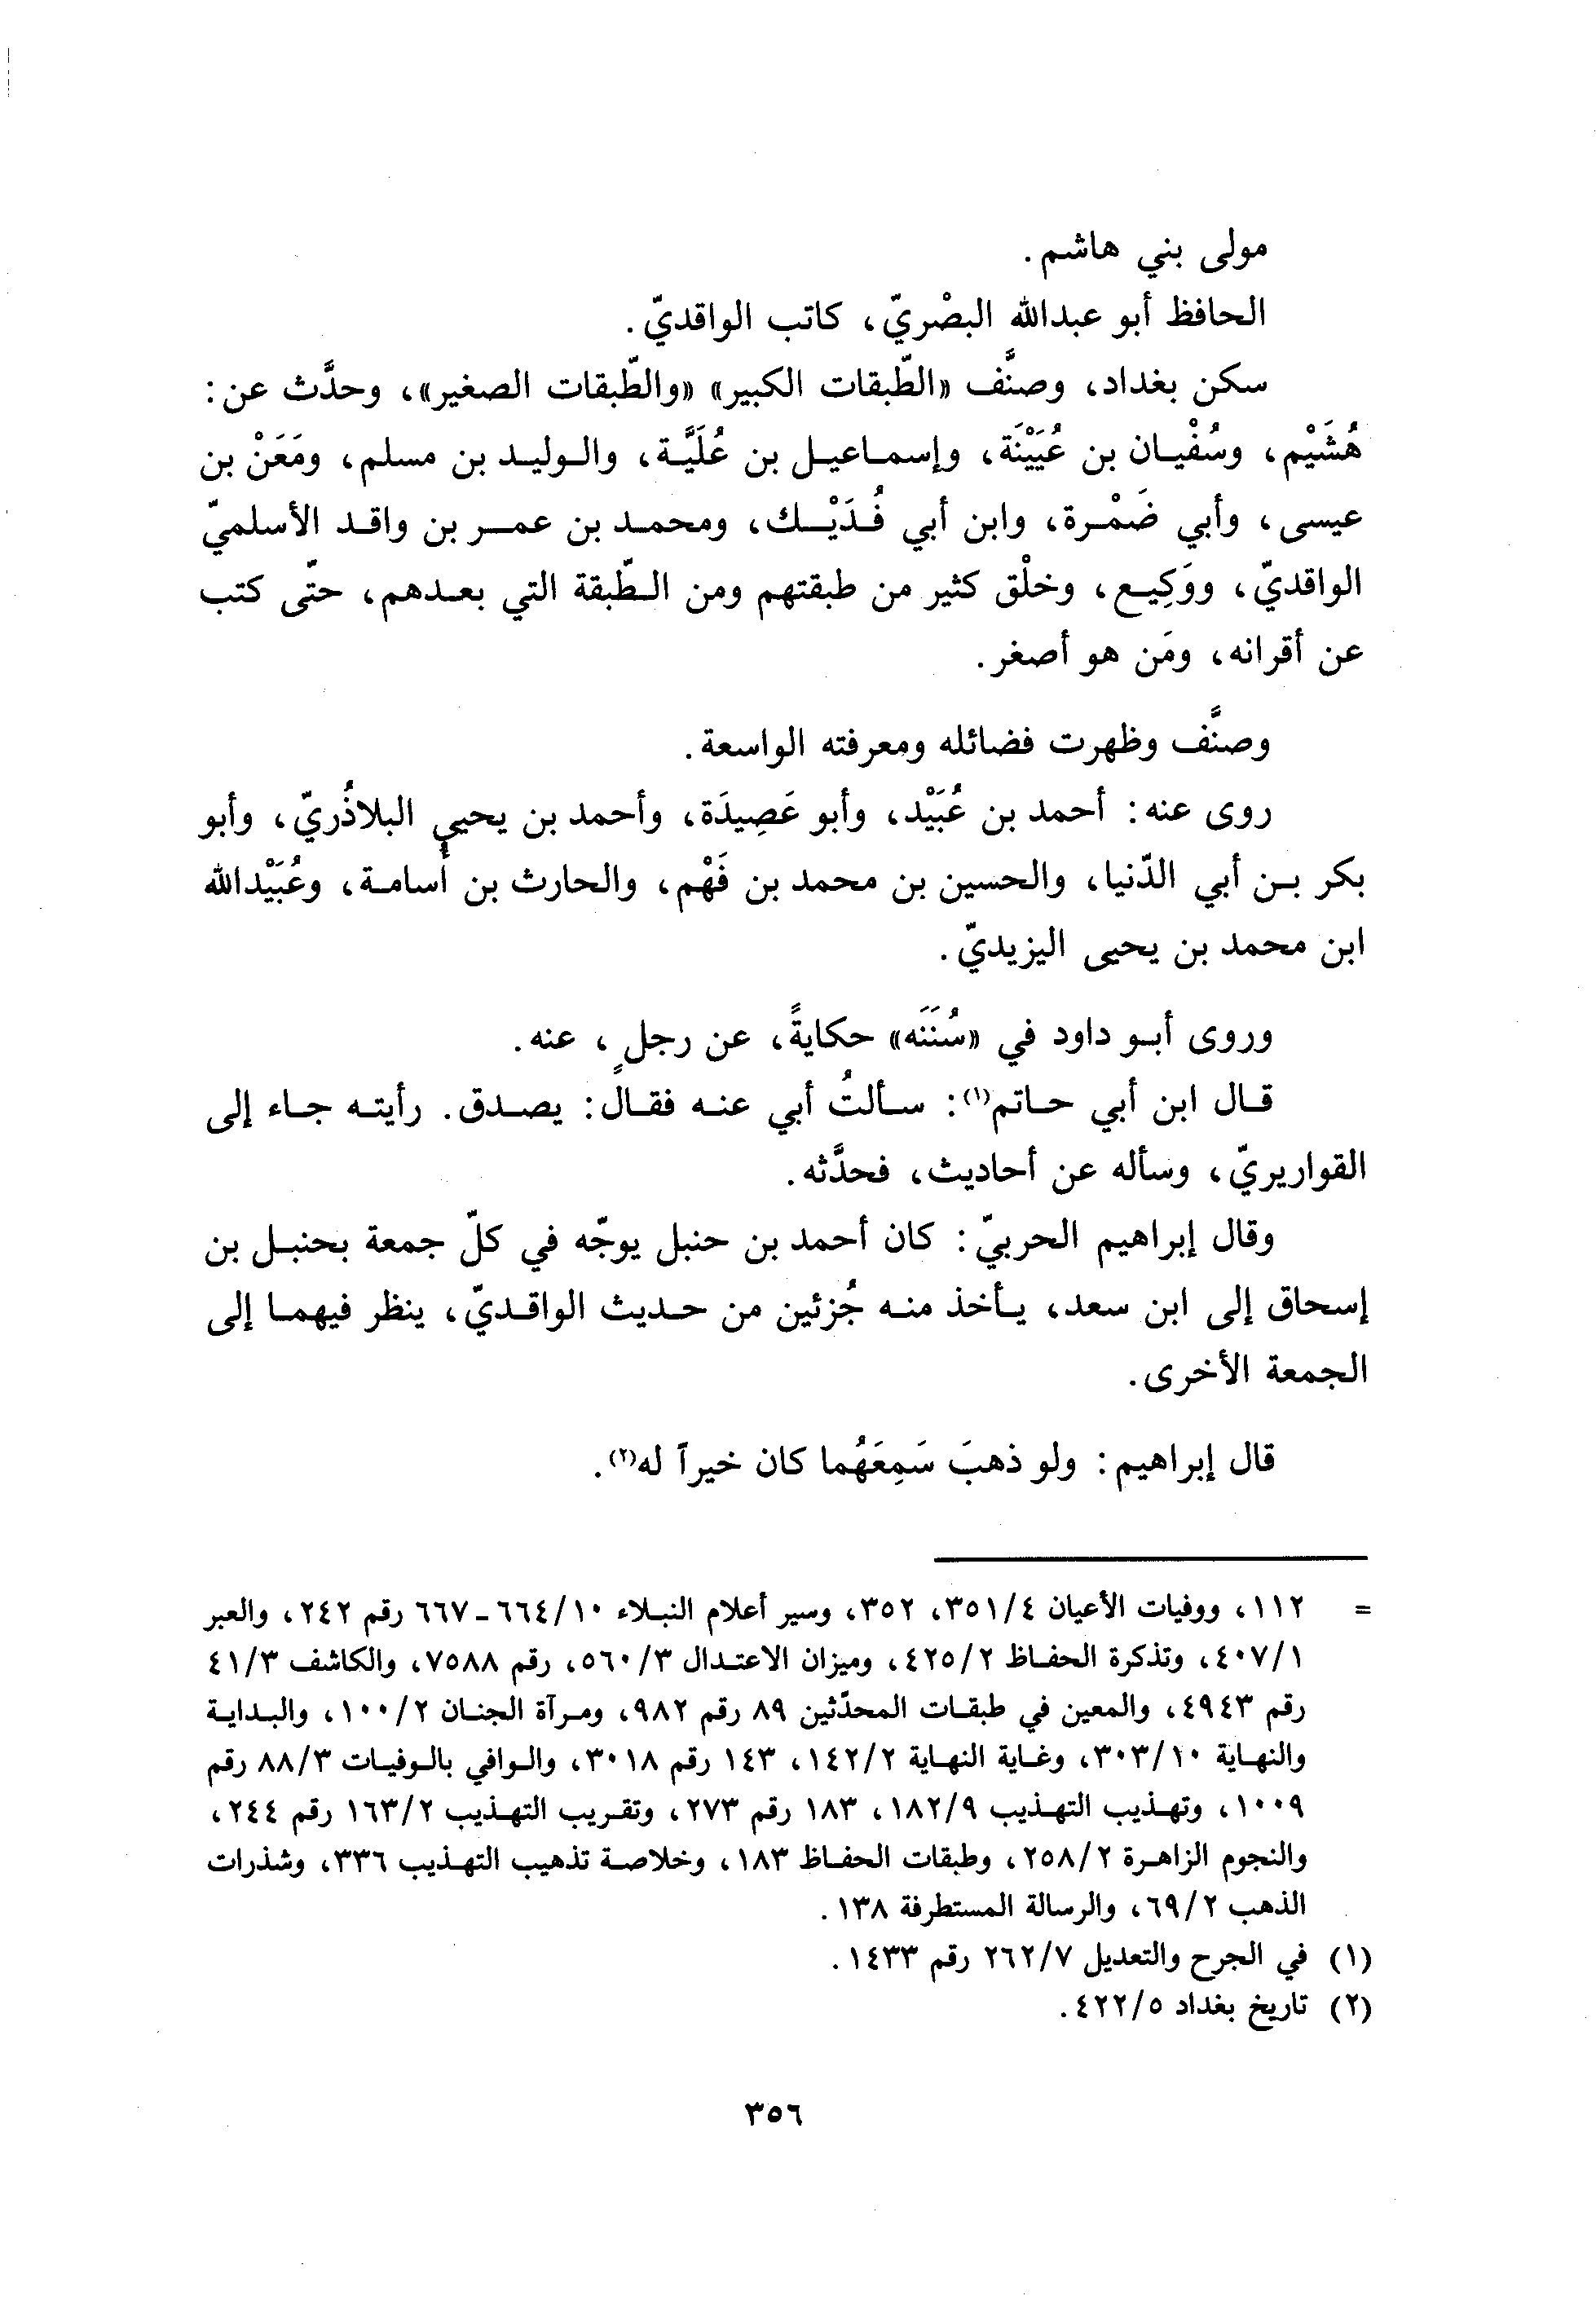 مولى بني هاشم.
الحافظ أبو عبدالله البصْريّ، كاتب الواقديّ.
سكن بغداد، وصنَّف «الطّبقات الكبير» «والطّبقات الصغير»، وحدَّث عن:
هُشَيْم، وسُفْيان بن عُيَيْنَة، وإسماعيل بن عُلَيَّة، والوليد بن مسلم، ومَعَنْ بن
عيسى، وأبي ضَمْرة، وابن أبي فُدَيْك، ومحمد بن عمر بن واقد الأسلميّ
الواقديّ، ووَكِيع، وخلْق كثير من طبقتهم ومن الطّبقة التي بعدهم، حتّى كتب
عن أقرانه، ومَن هو أصغر.
وصنَّف وظهرت فضائله ومعرفته الواسعة.
روى عنه: أحمد بن عُبَيْد، وأبو عَصِيدَة، وأحمد بن يحيى البلاذُريّ، وأبو
بكر بن أبي الدّنيا، والحسين بن محمد بن فَهْم، والحارث بن أُسامة، وعُبَيْدالله
ابن محمد بن يحيى اليزيديّ.
وروى أبو داود في «سُنَنَه» حكايةً، عن رجلٍ، عنه.
قال ابن أبي حاتم(١): سألتُ أبي عنه فقال: يصدق. رأيته جاء إلى
القواريريّ، وسأله عن أحاديث، فحدَّثه.
وقال إبراهيم الحربيّ: كان أحمد بن حنبل يوجّه في كلّ جمعة بحنبل بن
إسحاق إلى ابن سعد، يأخذ منه جُزئين من حديث الواقديّ، ينظر فيهما إلى
الجمعة الأخرى.
قال إبراهيم: ولو ذهبَ سَمِعَهُما كان خيراً له(٢).
= ١١٢، ووفيات الأعيان ٣٥١/٤، ٣٥٢، وسير أعلام النبلاء ٦٦٤/١٠-٦٦٧ رقم ٢٤٢، والعبر
٤٠٧/١، وتذكرة الحفاظ ٤٢٥/٢، وميزان الاعتدال ٥٦٠/٣، رقم ٧٥٨٨، والكاشف ٤١/٣
رقم ٤٩٤٣، والمعين في طبقات المحدّثين ٨٩ رقم ٩٨٢، ومرآة الجنان ١٠٠/٢، والبداية
والنهاية ٣٠٣/١٠، وغاية النهاية ١٤٢/٢، ١٤٣ رقم ٣٠١٨، والوافي بالوفيات ٨٨/٣ رقم
١٠٠٩، وتهذيب التهذيب ١٨٢/٩، ١٨٣ رقم ٢٧٣، وتقريب التهذيب ١٦٣/٢ رقم ٢٤٤،
والنجوم الزاهرة ٢٥٨/٢، وطبقات الحفاظ ١٨٣، وخلاصة تذهيب التهذيب ٣٣٦، وشذرات
الذهب ٦٩/٢، والرسالة المستطرفة ١٣٨.
(١) في الجرح والتعديل ٢٦٢/٧ رقم ١٤٣٣.
(٢) تاريخ بغداد ٤٢٢/٥.
٣٥٦